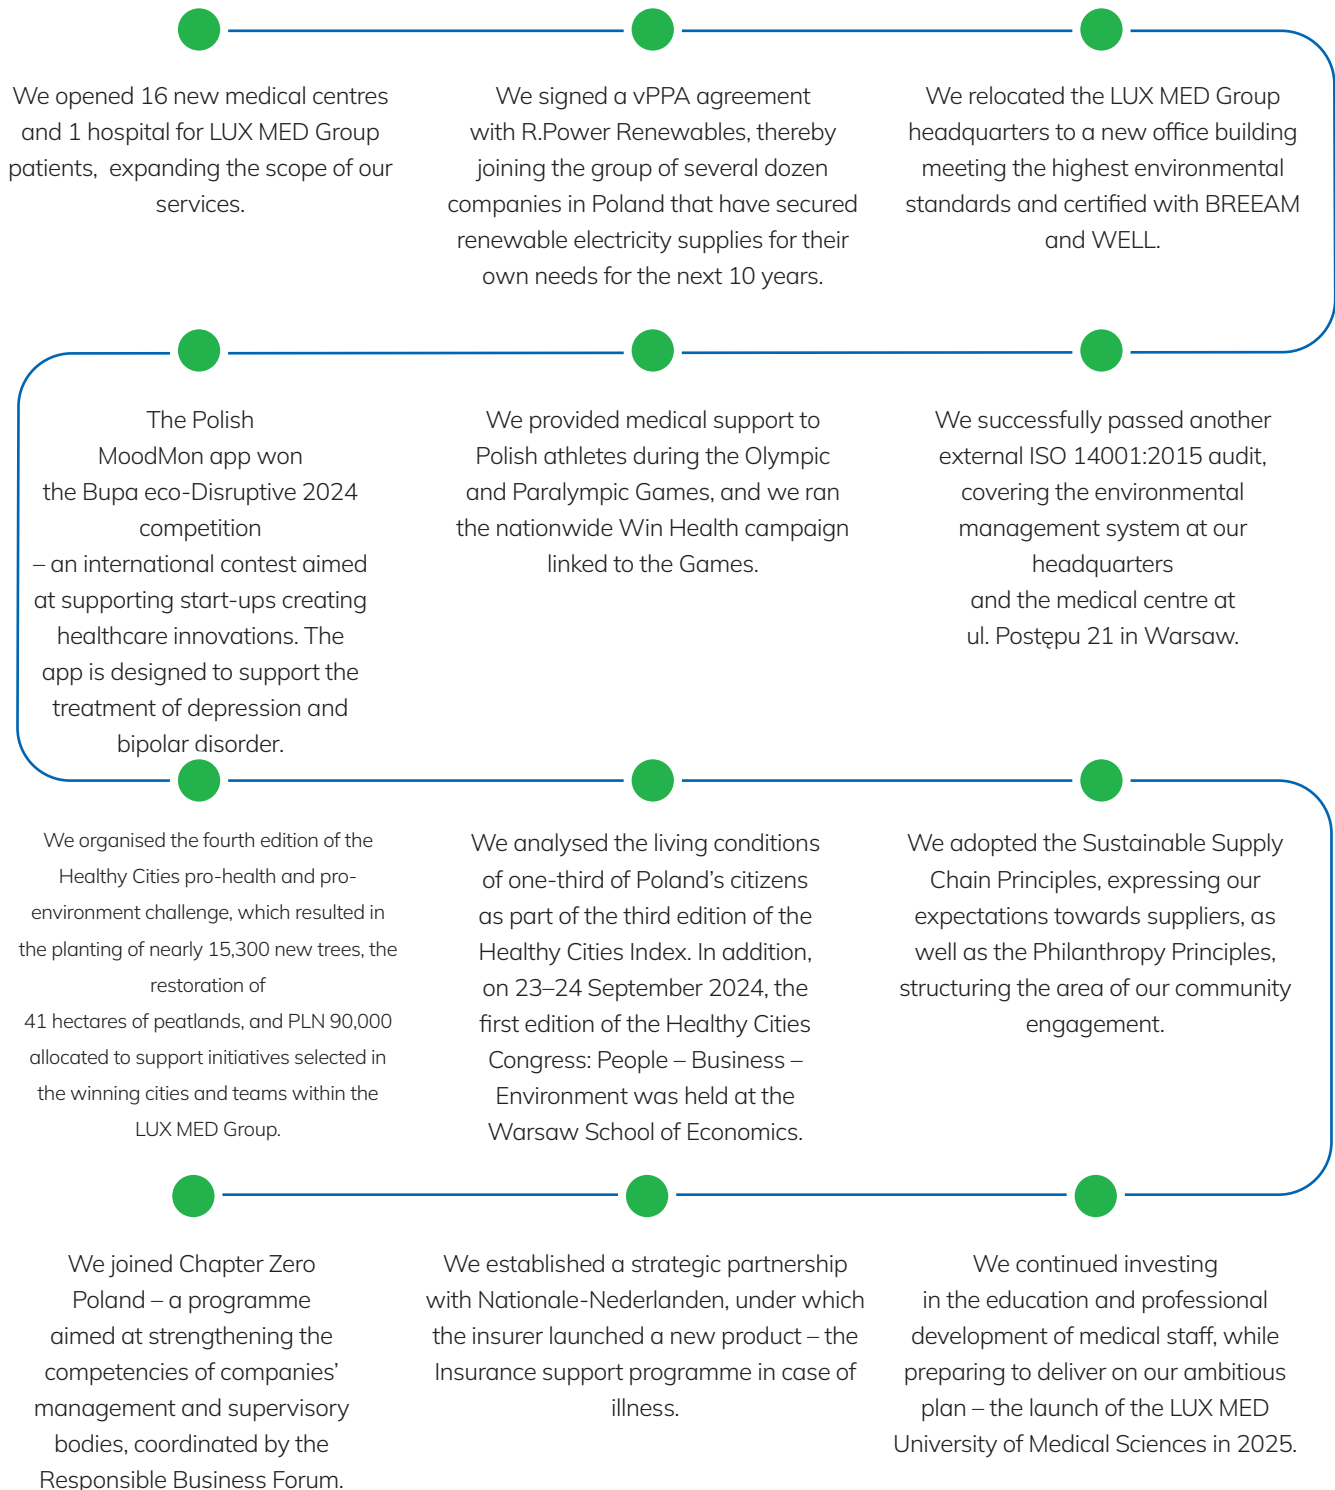 We opened 16 new medical centres
and 1 hospital for LUX MED Group
patients, expanding the scope of our
services.
We signed a vPPA agreement
with R.Power Renewables, thereby
joining the group of several dozen
companies in Poland that have secured
renewable electricity supplies for their
own needs for the next 10 years.
We relocated the LUX MED Group
headquarters to a new office building
meeting the highest environmental
standards and certified with BREEAM
and WELL.
The Polish
MoodMon app won
the Bupa eco-Disruptive 2024
competition
– an international contest aimed
at supporting start-ups creating
healthcare innovations. The
app is designed to support the
treatment of depression and
bipolar disorder.
We provided medical support to
Polish athletes during the Olympic
and Paralympic Games, and we ran
the nationwide Win Health campaign
linked to the Games.
We successfully passed another
external ISO 14001:2015 audit,
covering the environmental
management system at our
headquarters
and the medical centre at
ul. Postępu 21 in Warsaw.
We organised the fourth edition of the
Healthy Cities pro-health and pro-
environment challenge, which resulted in
the planting of nearly 15,300 new trees, the
restoration of
41 hectares of peatlands, and PLN 90,000
allocated to support initiatives selected in
the winning cities and teams within the
LUX MED Group.
We analysed the living conditions
of one-third of Poland’s citizens
as part of the third edition of the
Healthy Cities Index. In addition,
on 23–24 September 2024, the
first edition of the Healthy Cities
Congress: People – Business –
Environment was held at the
Warsaw School of Economics.
We adopted the Sustainable Supply
Chain Principles, expressing our
expectations towards suppliers, as
well as the Philanthropy Principles,
structuring the area of our community
engagement.
We joined Chapter Zero
Poland – a programme
aimed at strengthening the
competencies of companies’
management and supervisory
bodies, coordinated by the
Responsible Business Forum.
We established a strategic partnership
with Nationale-Nederlanden, under which
the insurer launched a new product – the
Insurance support programme in case of
illness.
We continued investing
in the education and professional
development of medical staff, while
preparing to deliver on our ambitious
plan – the launch of the LUX MED
University of Medical Sciences in 2025.